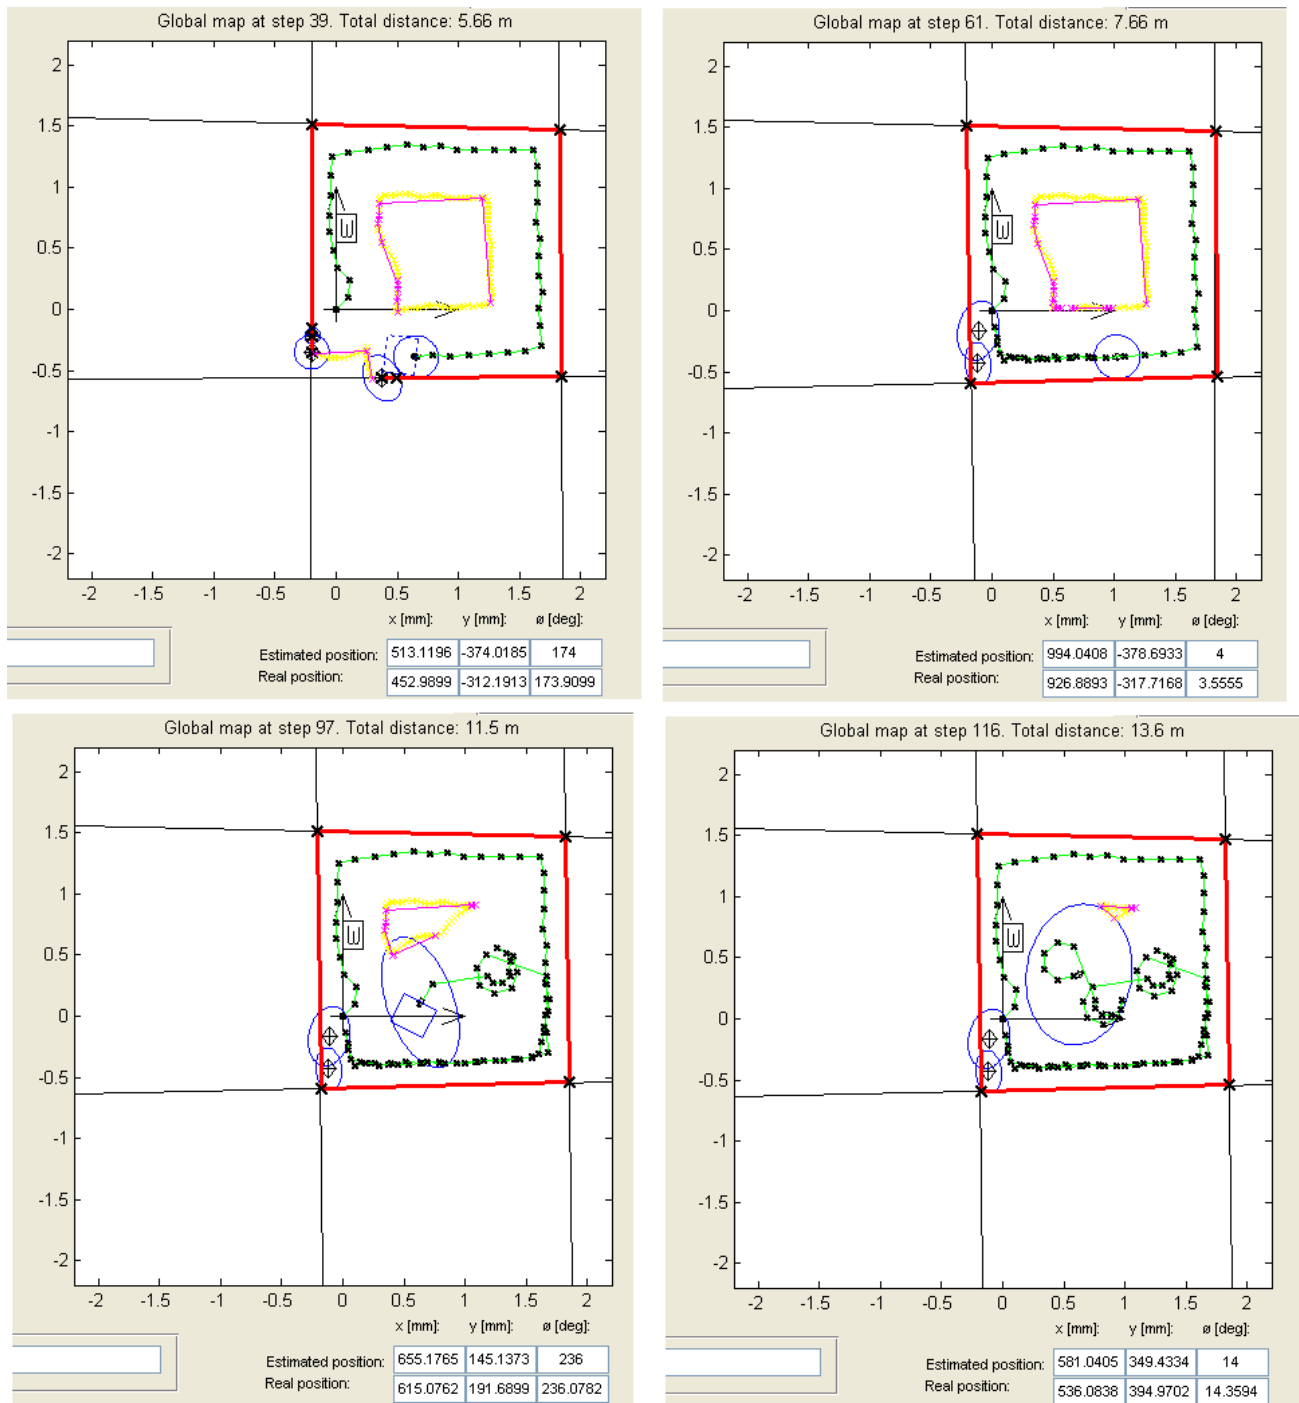 Global map at step 39. Total distance: 5.66 m
2
1.5
1
0.5
0
-0.5
-1
-1.5
-2
-2 -1.5 -1 -0.5 0 0.5 1 1.5 2
W
x [mm]: y [mm]: ø [deg]:
Estimated position: 513.1196 -374.0185 174
Real position: 452.9899 -312.1913 173.9099
Global map at step 61. Total distance: 7.66 m
2
1.5
1
0.5
0
-0.5
-1
-1.5
-2
-2 -1.5 -1 -0.5 0 0.5 1 1.5 2
W
x [mm]: y [mm]: ø [deg]:
Estimated position: 994.0408 -378.6933 4
Real position: 926.8893 -317.7168 3.5555
Global map at step 97. Total distance: 11.5 m
2
1.5
1
0.5
0
-0.5
-1
-1.5
-2
-2 -1.5 -1 -0.5 0 0.5 1 1.5 2
W
x [mm]: y [mm]: ø [deg]:
Estimated position: 655.1765 145.1373 236
Real position: 615.0762 191.6899 236.0782
Global map at step 116. Total distance: 13.6 m
2
1.5
1
0.5
0
-0.5
-1
-1.5
-2
-2 -1.5 -1 -0.5 0 0.5 1 1.5 2
W
x [mm]: y [mm]: ø [deg]:
Estimated position: 581.0405 349.4334 14
Real position: 536.0838 394.9702 14.3594